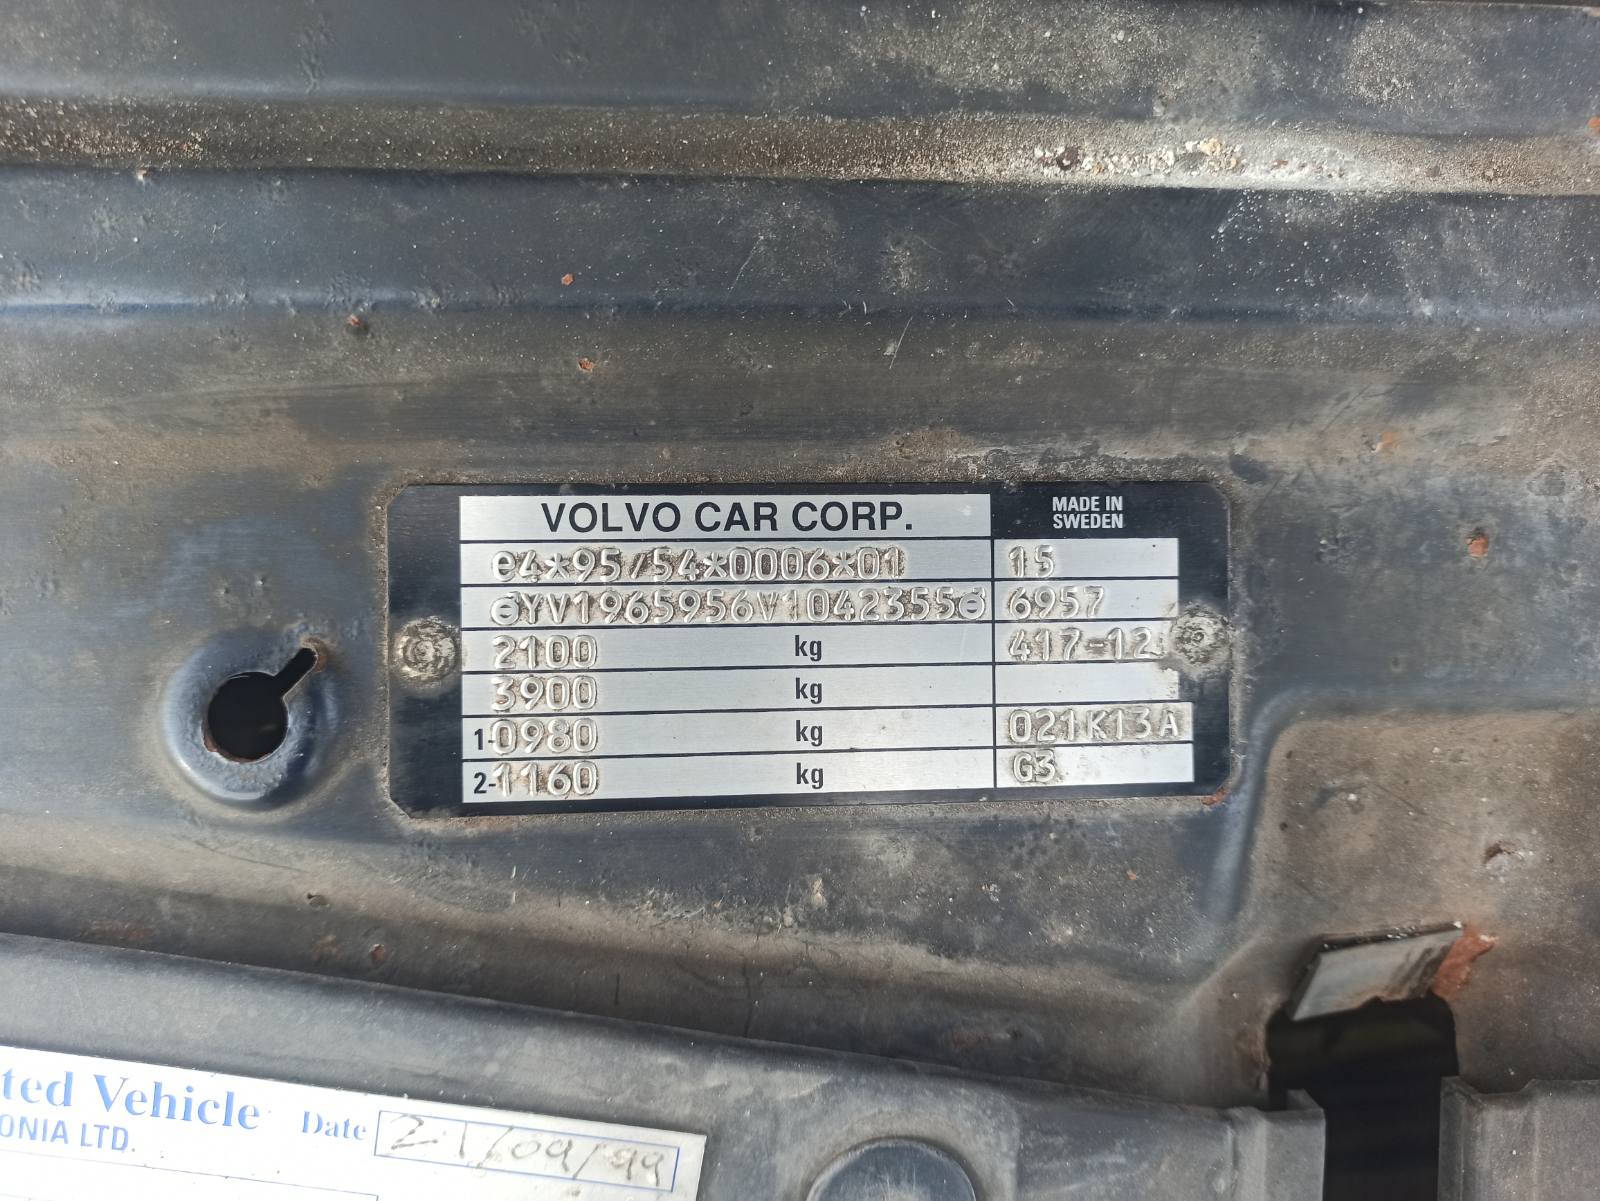 VOLVO CAR CORP.
MADE IN
SWEDEN
e4*95/54*0006*01 15
YV1965956V1042355 6957
2100 kg 417-12
3900 kg
1-0980 kg 021K13A
2-1160 kg G3
ted Vehicle Date 21/09/99
ONIA LTD.